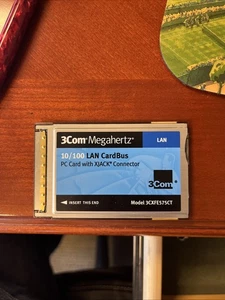 3Com Megahertz®
LAN
10/100 LAN CardBus
PC Card with XJACK® Connector
3Com®
INSERT THIS END
Model 3CXFE575CT